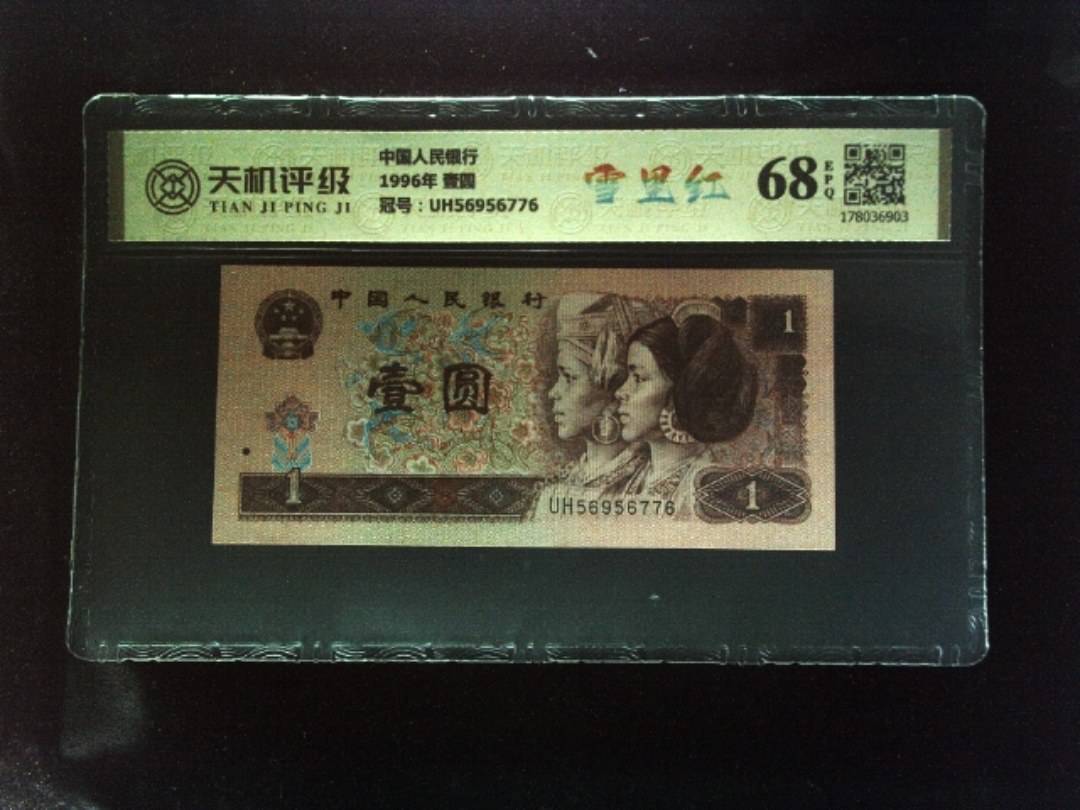 天机评级
TIAN JI PING JI
中国人民银行
1996年 壹圆
冠号：UH56956776
雪里红
68
EPQ
178036903
中国人民银行
1
壹圆
1
UH56956776
1